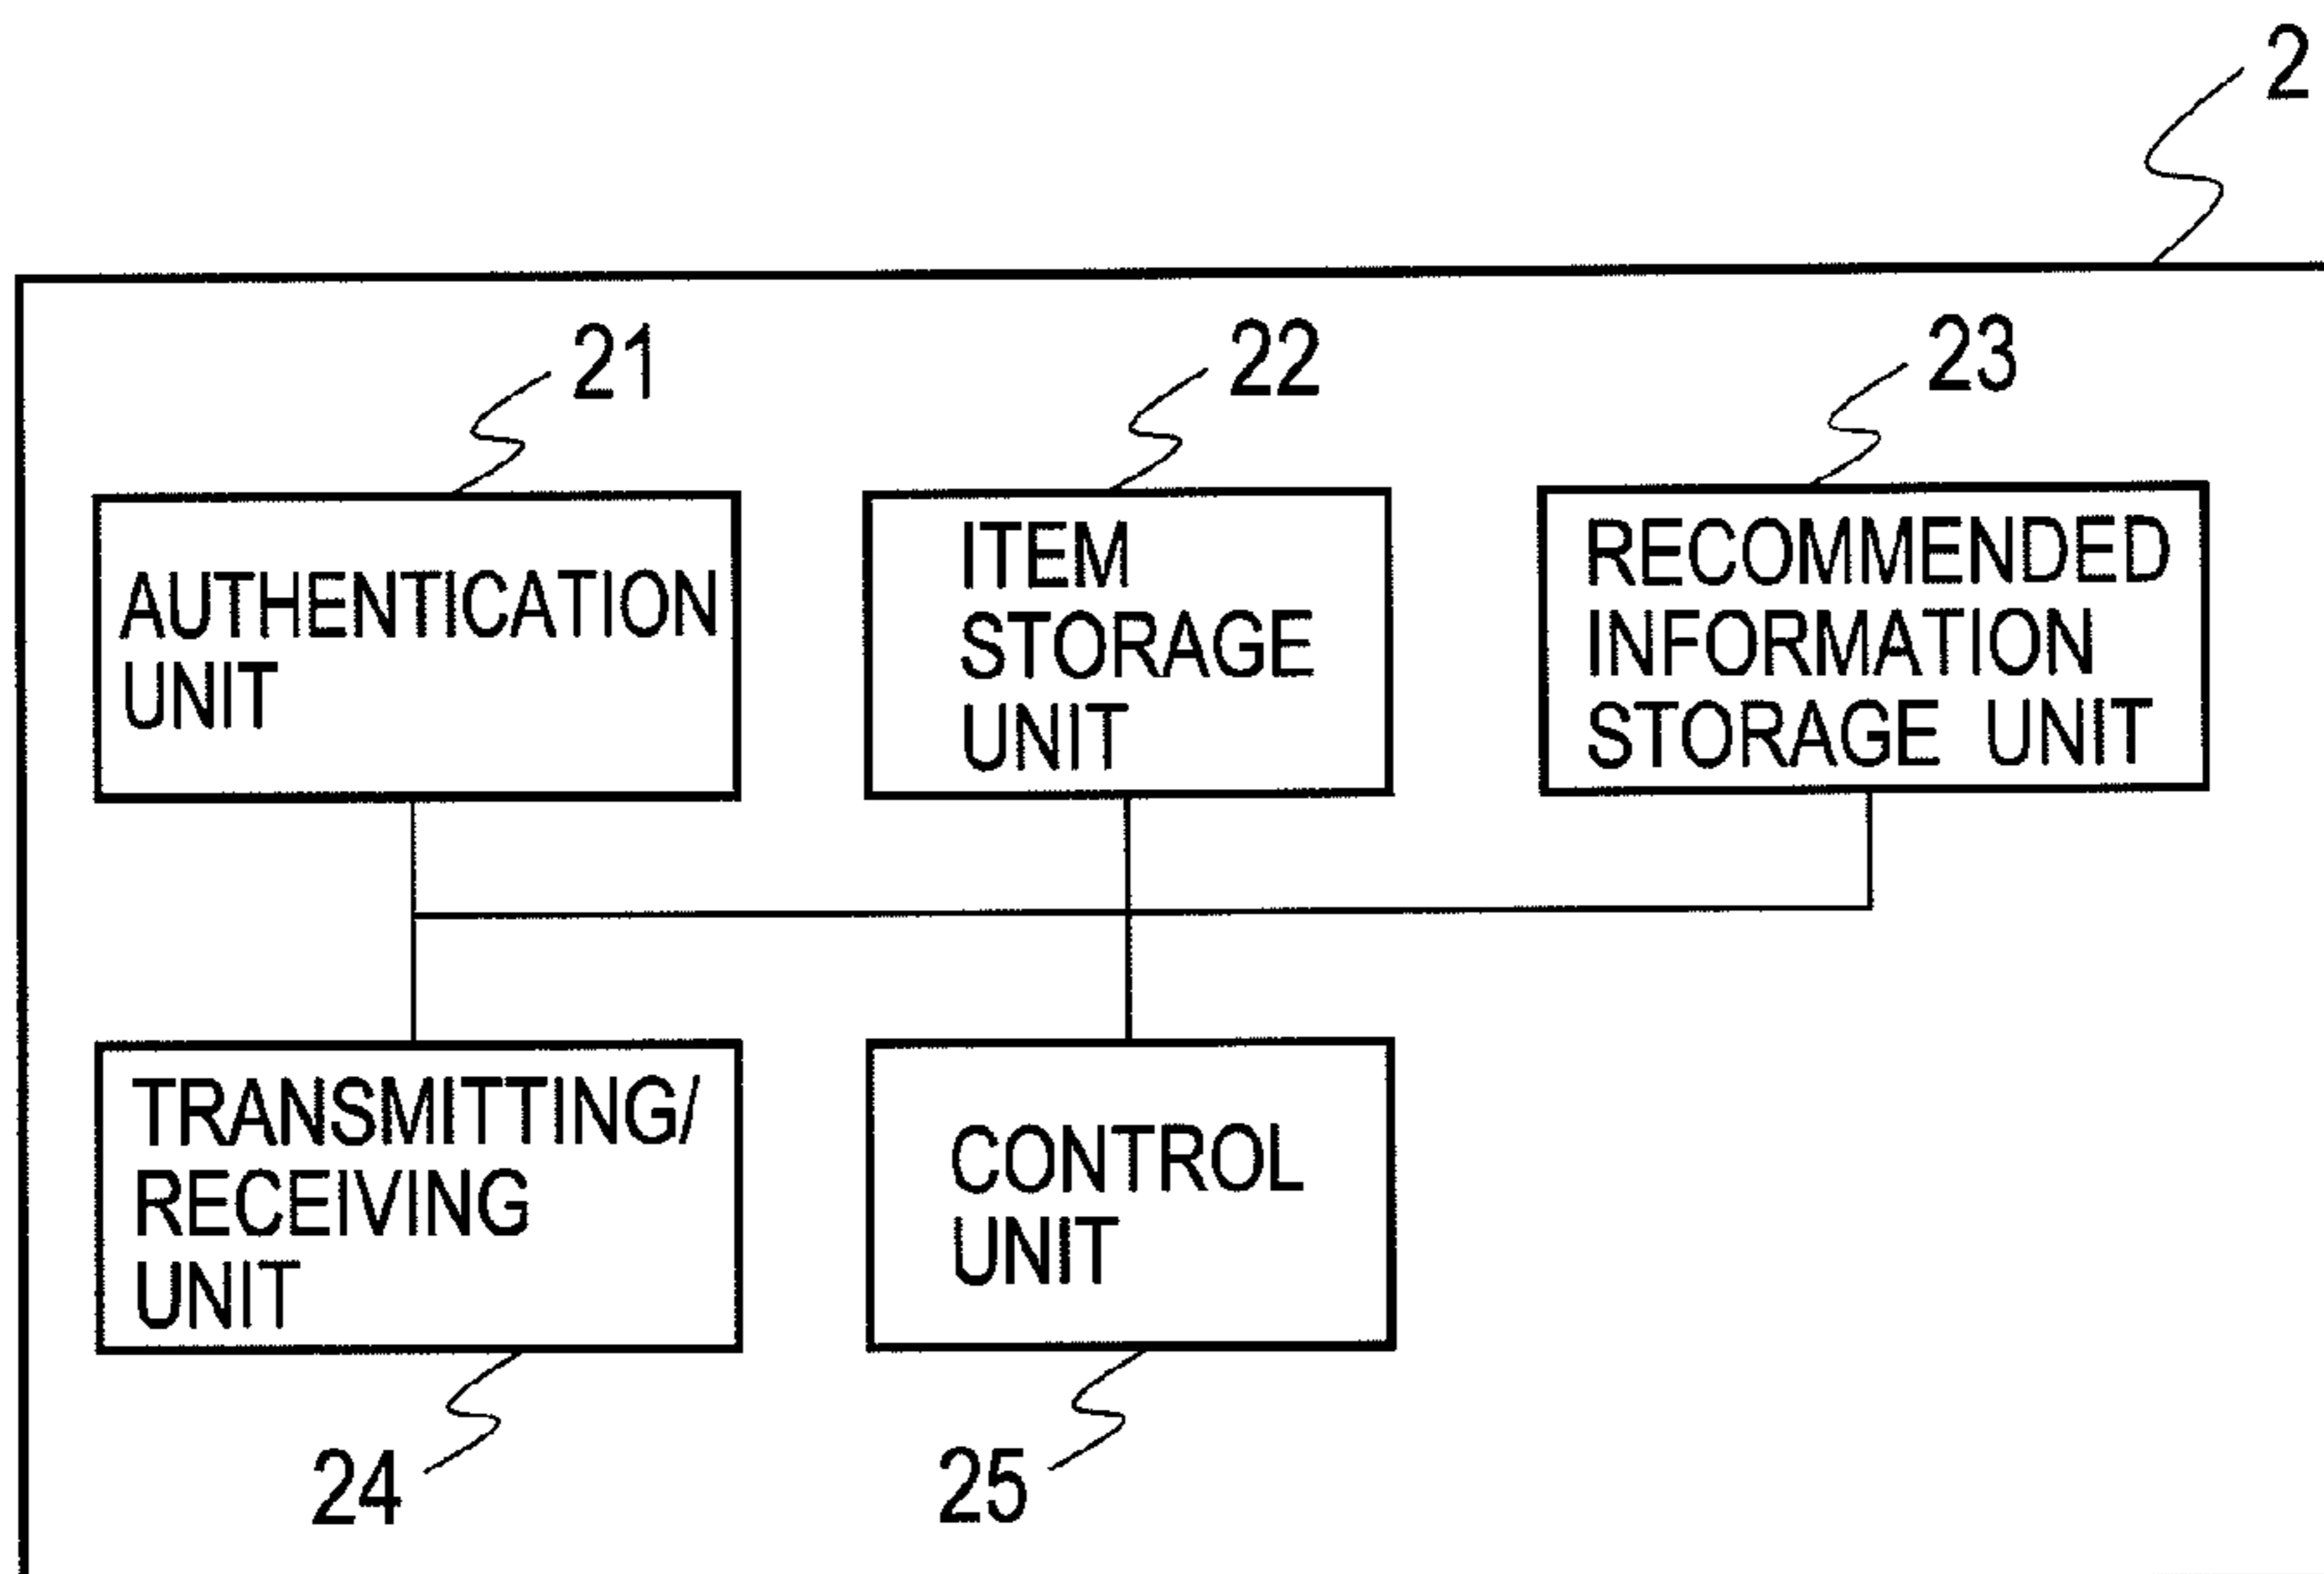 2
21
22
23
AUTHENTICATION
UNIT
ITEM
STORAGE
UNIT
RECOMMENDED
INFORMATION
STORAGE UNIT
TRANSMITTING/
RECEIVING
UNIT
CONTROL
UNIT
24
25